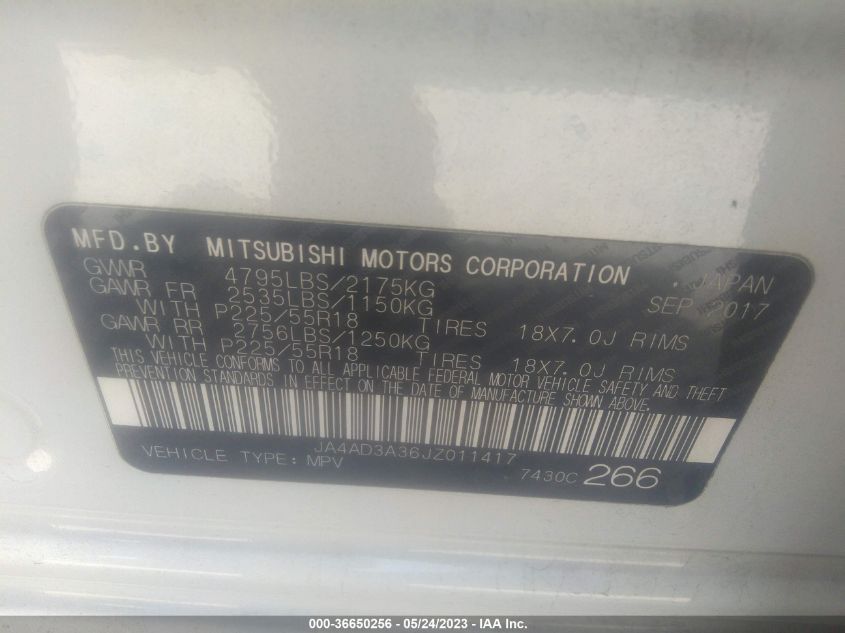 MFD.BY MITSUBISHI MOTORS CORPORATION , JAPAN
GVWR 4795LBS/2175KG SEP 2017
GAWR FR 2535LBS/1150KG
WITH P225/55R18 TIRES 18X7.0J RIMS
GAWR RR 2756LBS/1250KG
WITH P225/55R18 TIRES 18X7.0J RIMS
THIS VEHICLE CONFORMS TO ALL APPLICABLE FEDERAL MOTOR VEHICLE SAFETY AND THEFT
PREVENTION STANDARDS IN EFFECT ON THE DATE OF MANUFACTURE SHOWN ABOVE.
JA4AD3A36JZ011417
VEHICLE TYPE: MPV 7430C 266
000-36650256 - 05/24/2023 - IAA Inc.